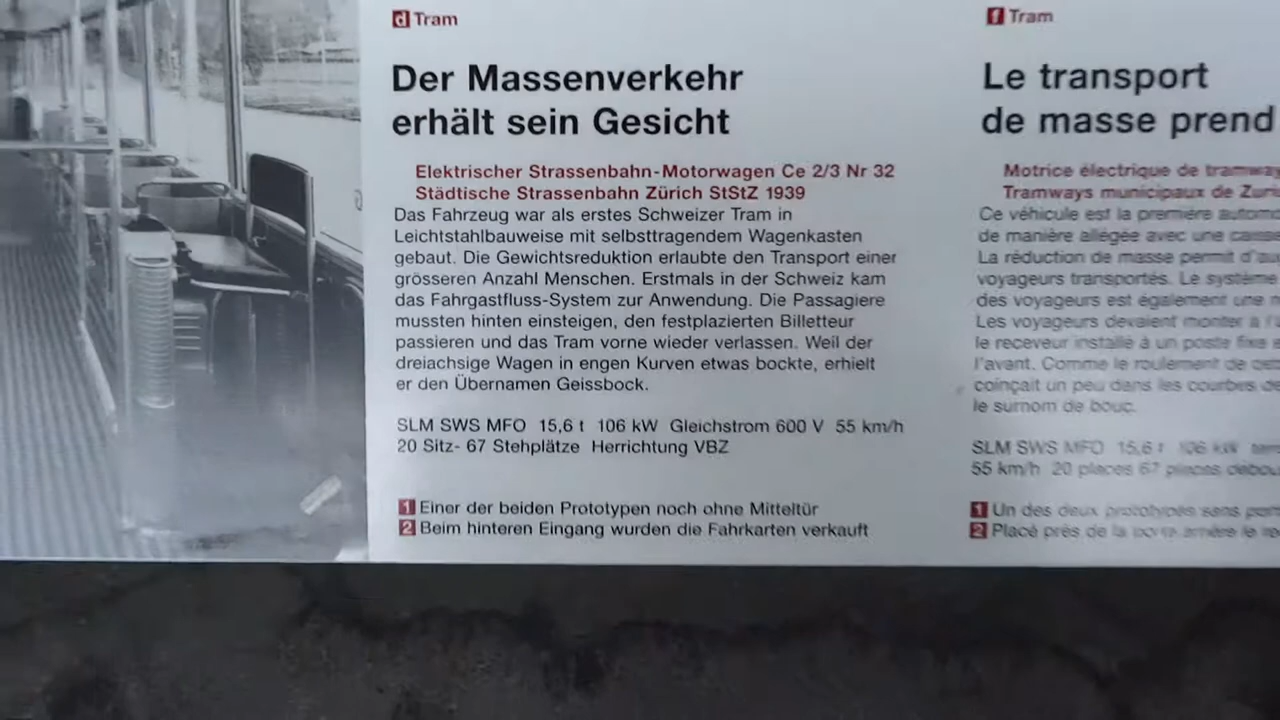 d Tram
Der Massenverkehr
erhält sein Gesicht
Elektrischer Strassenbahn-Motorwagen Ce 2/3 Nr 32
Städtische Strassenbahn Zürich StStZ 1939
Das Fahrzeug war als erstes Schweizer Tram in
Leichtstahlbauweise mit selbsttragendem Wagenkasten
gebaut. Die Gewichtsreduktion erlaubte den Transport einer
grösseren Anzahl Menschen. Erstmals in der Schweiz kam
das Fahrgastfluss-System zur Anwendung. Die Passagiere
mussten hinten einsteigen, den festplazierten Billetteur
passieren und das Tram vorne wieder verlassen. Weil der
dreiachsige Wagen in engen Kurven etwas bockte, erhielt
er den Übernamen Geissbock.
SLM SWS MFO 15,6 t 106 kW Gleichstrom 600 V 55 km/h
20 Sitz- 67 Stehplätze Herrichtung VBZ
1 Einer der beiden Prototypen noch ohne Mitteltür
2 Beim hinteren Eingang wurden die Fahrkarten verkauft
f Tram
Le transport
de masse prend
Motrice électrique de tramway
Tramways municipaux de
Ce véhicule est la première
de manière allégée avec une
La réduction de masse permit
voyageurs transportés. Le système
des voyageurs est également une
Les voyageurs devaient monter à
le receveur installé à un poste fixe
l'avant. Comme le roulement de
coinçait un peu dans les courbes
le surnom de bouc.
SLM SWS MFO 15,6 t 106 kW
55 km/h 20 places 67 places
1 Un des deux prototypes sans
2 Placé près de la porte arrière le